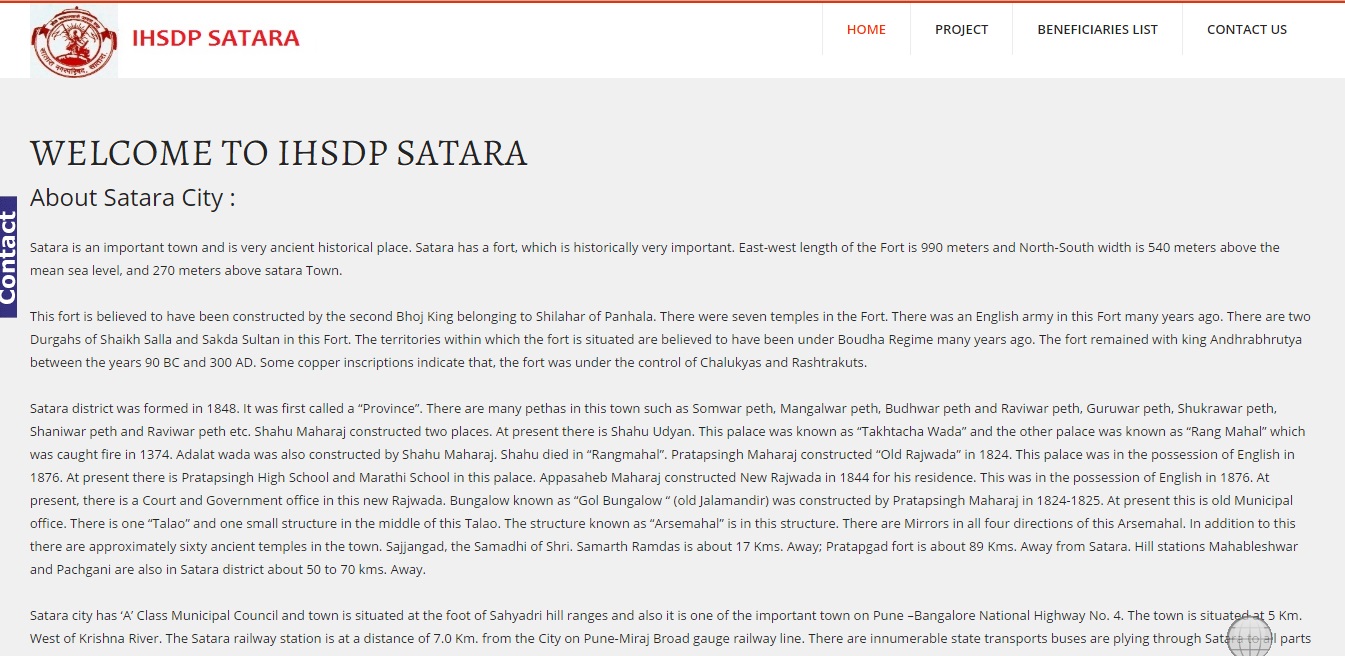 IHSDP SATARA
HOME
PROJECT
BENEFICIARIES LIST
CONTACT US
WELCOME TO IHSDP SATARA
About Satara City :
Contact
Satara is an important town and is very ancient historical place. Satara has a fort, which is historically very important. East-west length of the Fort is 990 meters and North-South width is 540 meters above the
mean sea level, and 270 meters above satara Town.
This fort is believed to have been constructed by the second Bhoj King belonging to Shilahar of Panhala. There were seven temples in the Fort. There was an English army in this Fort many years ago. There are two
Durgahs of Shaikh Salla and Sakda Sultan in this Fort. The territories within which the fort is situated are believed to have been under Boudha Regime many years ago. The fort remained with king Andhrabhrutya
between the years 90 BC and 300 AD. Some copper inscriptions indicate that, the fort was under the control of Chalukyas and Rashtrakuts.
Satara district was formed in 1848. It was first called a “Province”. There are many pethas in this town such as Somwar peth, Mangalwar peth, Budhwar peth and Raviwar peth, Guruwar peth, Shukrawar peth,
Shaniwar peth and Raviwar peth etc. Shahu Maharaj constructed two places. At present there is Shahu Udyan. This palace was known as “Takhtacha Wada” and the other palace was known as “Rang Mahal” which
was caught fire in 1374. Adalat wada was also constructed by Shahu Maharaj. Shahu died in “Rangmahal”. Pratapsingh Maharaj constructed “Old Rajwada” in 1824. This palace was in the possession of English in
1876. At present there is Pratapsingh High School and Marathi School in this palace. Appasaheb Maharaj constructed New Rajwada in 1844 for his residence. This was in the possession of English in 1876. At
present, there is a Court and Government office in this new Rajwada. Bungalow known as “Gol Bungalow “ (old Jalamandir) was constructed by Pratapsingh Maharaj in 1824-1825. At present this is old Municipal
office. There is one “Talao” and one small structure in the middle of this Talao. The structure known as “Arsemahal” is in this structure. There are Mirrors in all four directions of this Arsemahal. In addition to this
there are approximately sixty ancient temples in the town. Sajjangad, the Samadhi of Shri. Samarth Ramdas is about 17 Kms. Away; Pratapgad fort is about 89 Kms. Away from Satara. Hill stations Mahableshwar
and Pachgani are also in Satara district about 50 to 70 kms. Away.
Satara city has ‘A’ Class Municipal Council and town is situated at the foot of Sahyadri hill ranges and also it is one of the important town on Pune –Bangalore National Highway No. 4. The town is situated at 5 Km.
West of Krishna River. The Satara railway station is at a distance of 7.0 Km. from the City on Pune-Miraj Broad gauge railway line. There are innumerable state transports buses are plying through Satara to all parts